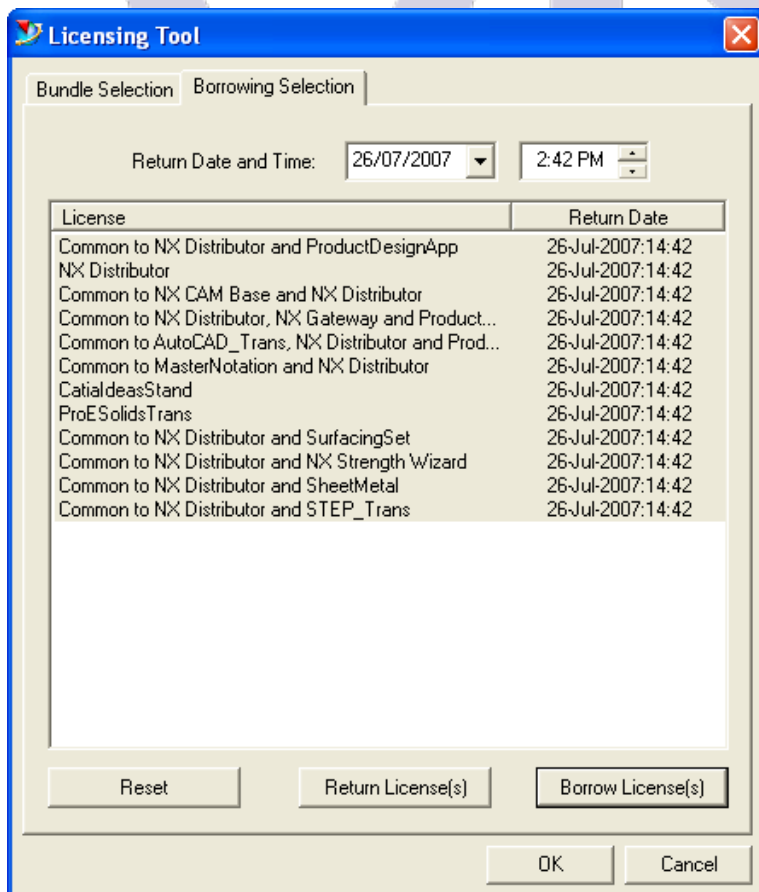 Licensing Tool
Bundle Selection Borrowing Selection
Return Date and Time: 26/07/2007 2:42 PM
License Return Date
Common to NX Distributor and ProductDesignApp 26-Jul-2007:14:42
NX Distributor 26-Jul-2007:14:42
Common to NX CAM Base and NX Distributor 26-Jul-2007:14:42
Common to NX Distributor, NX Gateway and Product... 26-Jul-2007:14:42
Common to AutoCAD_Trans, NX Distributor and Prod... 26-Jul-2007:14:42
Common to MasterNotation and NX Distributor 26-Jul-2007:14:42
CatiaIdeasStand 26-Jul-2007:14:42
ProESolidsTrans 26-Jul-2007:14:42
Common to NX Distributor and SurfacingSet 26-Jul-2007:14:42
Common to NX Distributor and NX Strength Wizard 26-Jul-2007:14:42
Common to NX Distributor and SheetMetal 26-Jul-2007:14:42
Common to NX Distributor and STEP_Trans 26-Jul-2007:14:42
Reset Return License(s) Borrow License(s)
OK Cancel